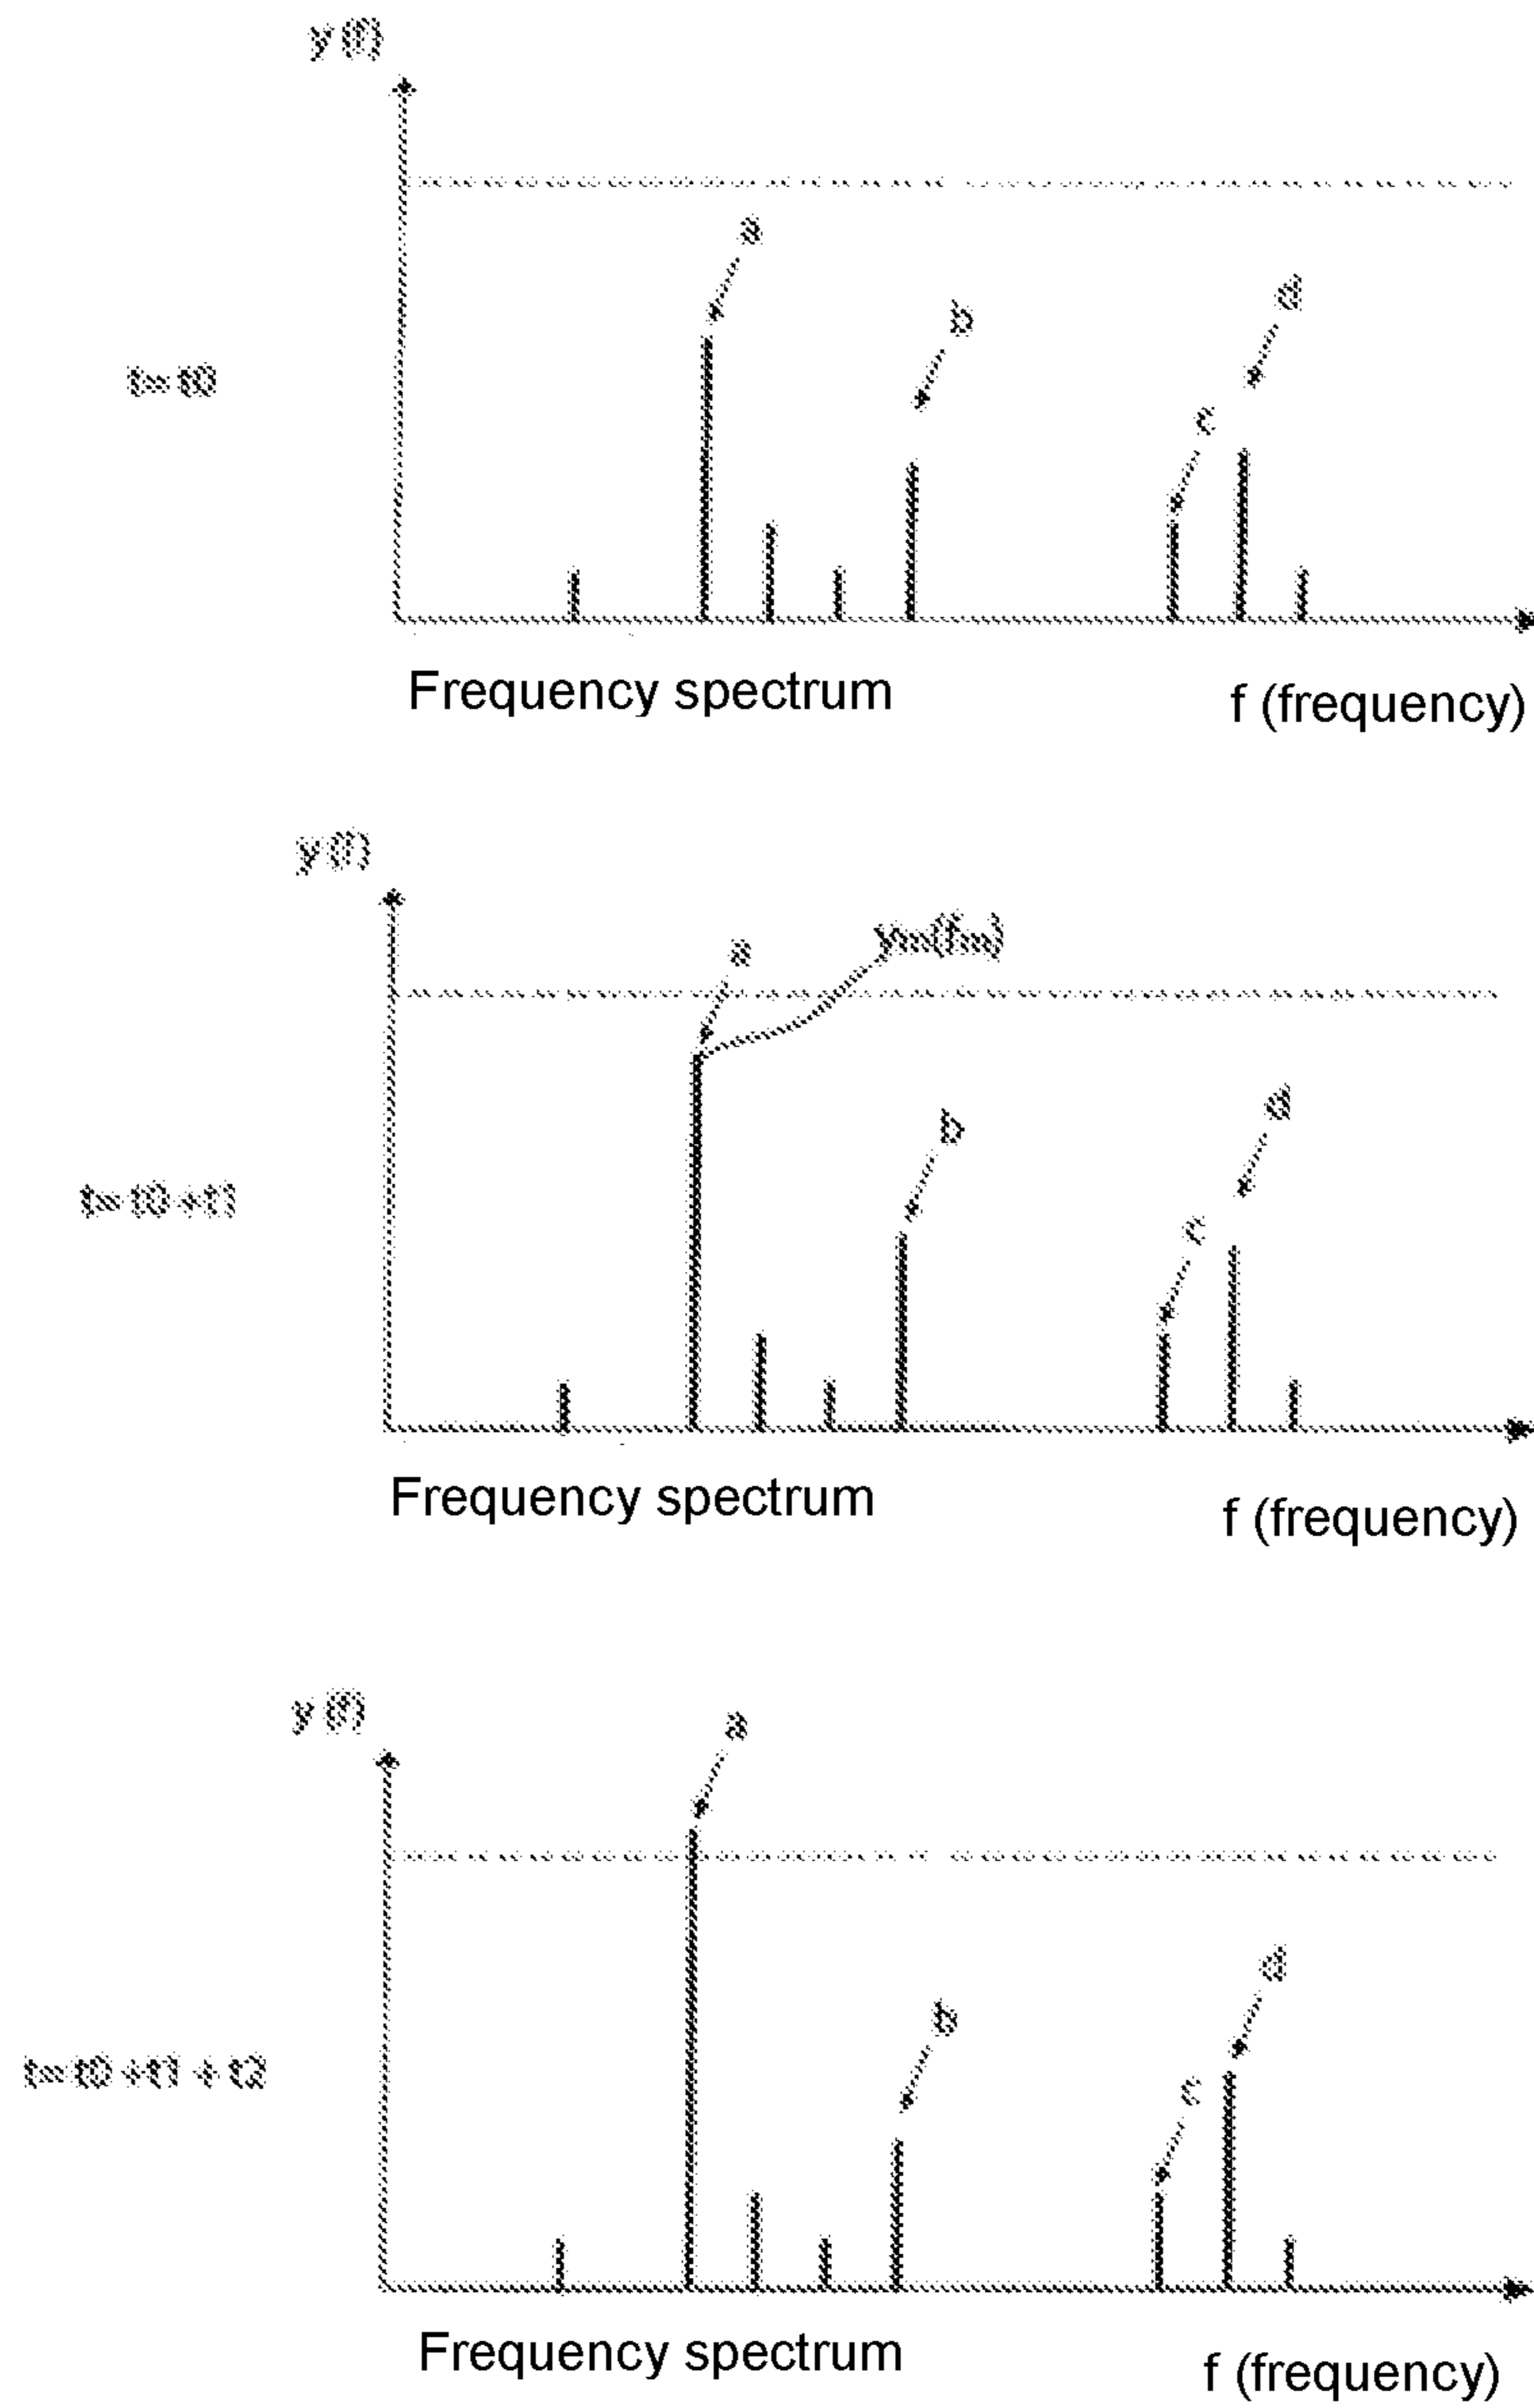 y (f)
a
d
b
t= t0
c
Frequency spectrum
f (frequency)
y (f)
ym(fm)
a
d
b
t= t0 +t1
c
Frequency spectrum
f (frequency)
y (f)
a
d
b
t= t0 +t1 + t2
c
Frequency spectrum
f (frequency)